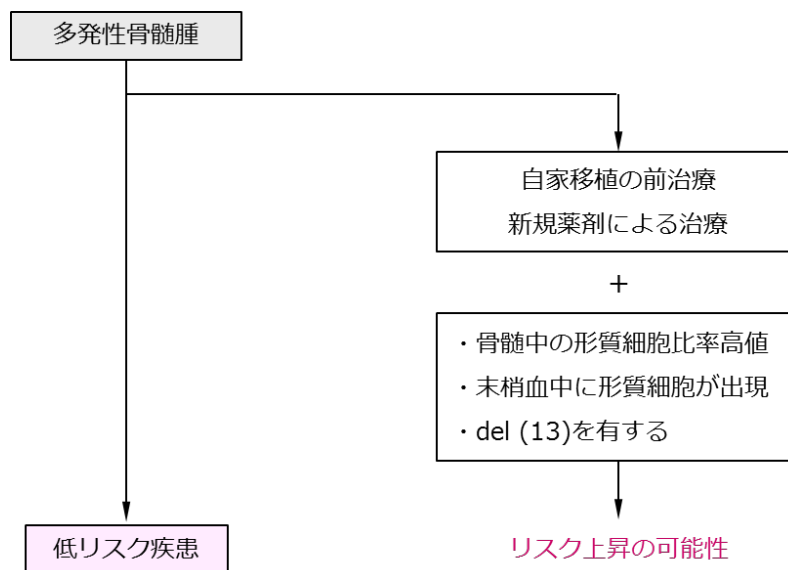 多発性骨髄腫
自家移植の前治療
新規薬剤による治療
+
・骨髄中の形質細胞比率高値
・末梢血中に形質細胞が出現
・del (13)を有する
低リスク疾患
リスク上昇の可能性